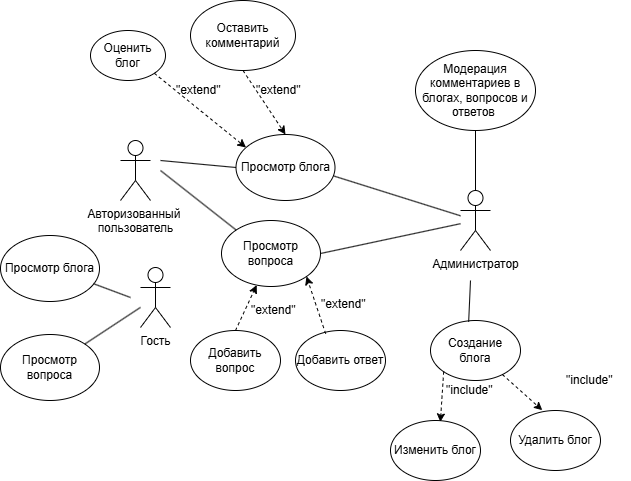 Оставить
комментарий
Оценить
блог
"extend"
"extend"
Модерация
комментариев в
блогах, вопросов и
ответов
Просмотр блога
Авторизованный
пользователь
Просмотр
вопроса
Администратор
Просмотр блога
Гость
"extend"
"extend"
Просмотр
вопроса
Добавить
вопрос
Добавить ответ
Создание
блога
"include"
"include"
Изменить блог
Удалить блог